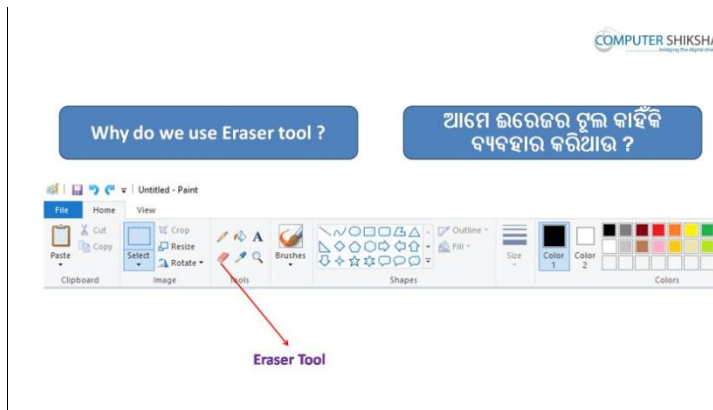 COMPUTER SHIKSHA
Why do we use Eraser tool ?
ଆମେ ଈରେଜର ଟୁଲ କାହିଁକି
ବ୍ୟବହାର କରିଥାଉ ?
Untitled - Paint
File Home View
Paste
Cut
Copy
Clipboard
Select
Crop
Resize
Rotate
Image
Tools
Brushes
Shapes
Outline
Fill
Size
Color
1
Color
2
Colors
Eraser Tool